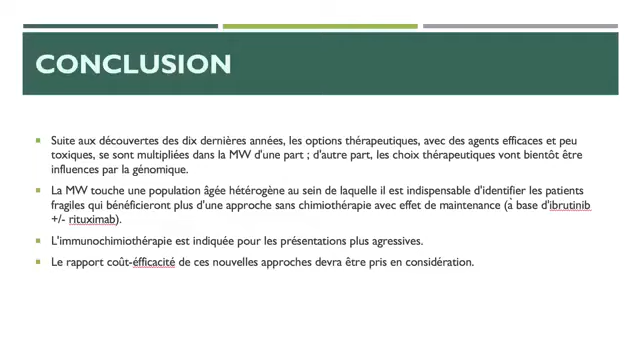 CONCLUSION
Suite aux découvertes des dix dernières années, les options thérapeutiques, avec des agents efficaces et peu
toxiques, se sont multipliées dans la MW d'une part ; d'autre part, les choix thérapeutiques vont bientôt être
influences par la génomique.
La MW touche une population âgée hétérogène au sein de laquelle il est indispensable d'identifier les patients
fragiles qui bénéficieront plus d'une approche sans chimiothérapie avec effet de maintenance (à base d'ibrutinib
+/- rituximab).
L'immunochimiothérapie est indiquée pour les présentations plus agressives.
Le rapport coût-éfficacité de ces nouvelles approches devra être pris en considération.